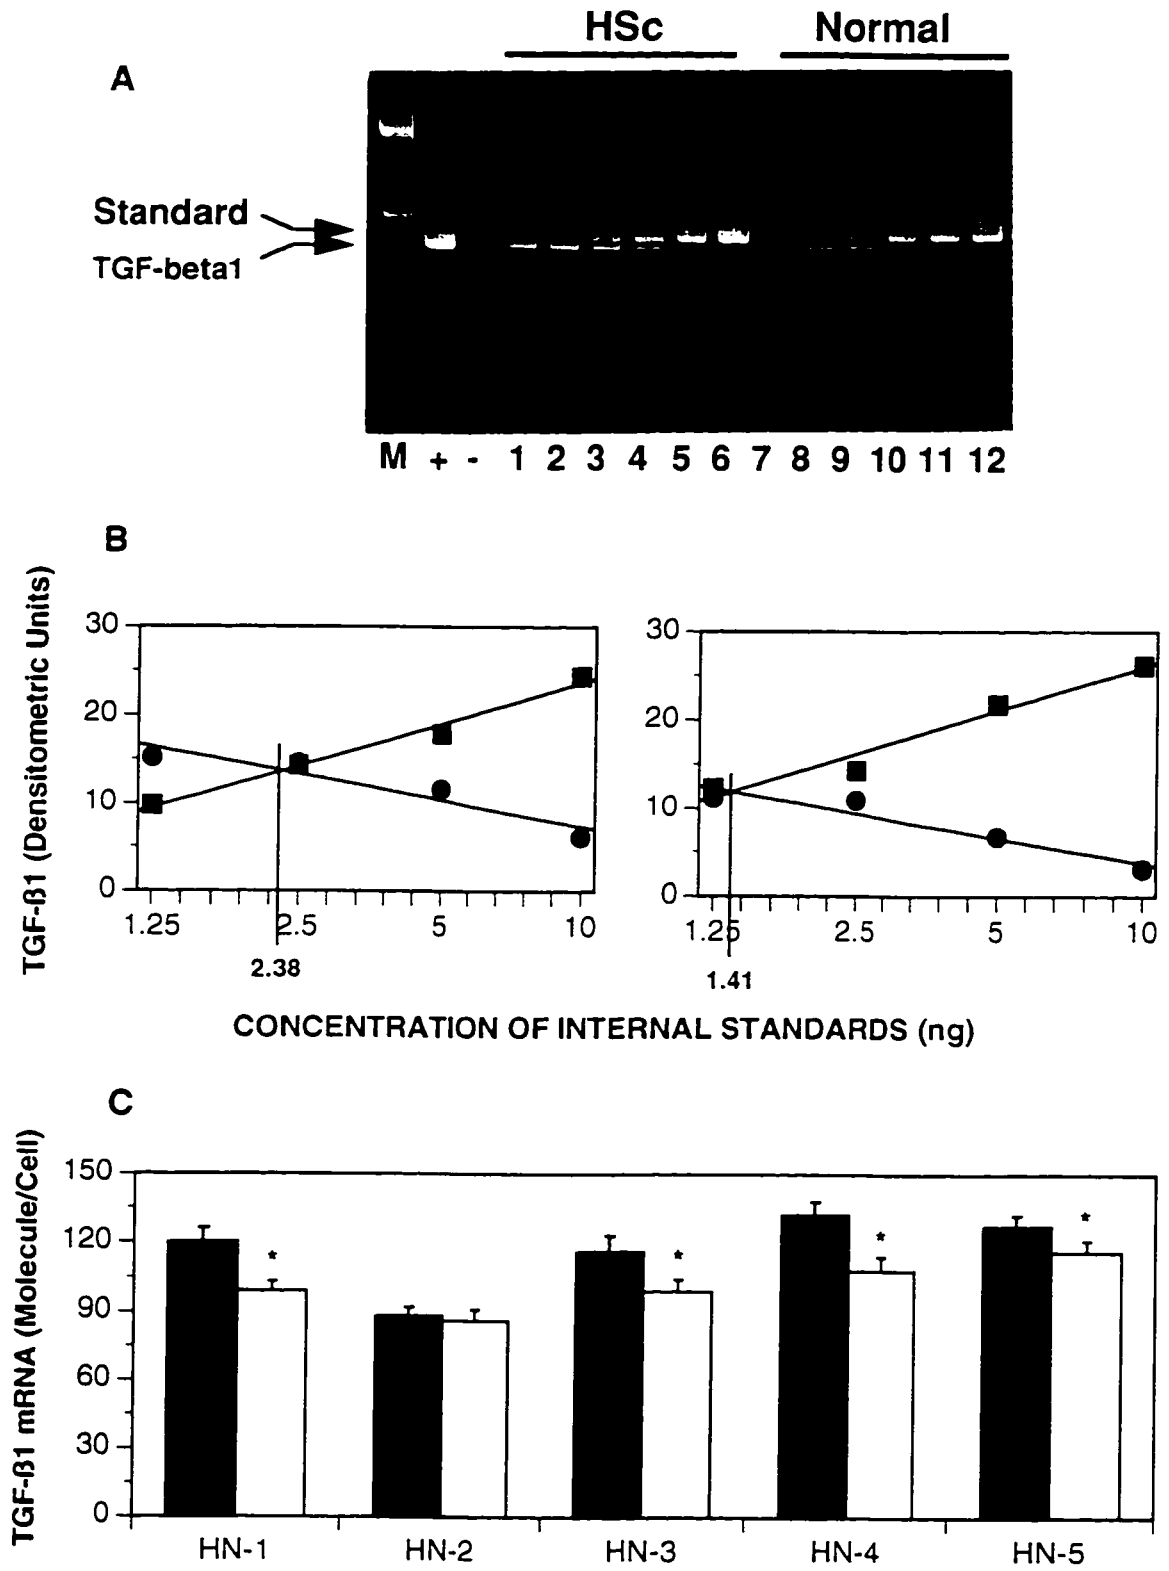 HSc Normal
A
Standard
TGF-beta1
M + - 1 2 3 4 5 6 7 8 9 10 11 12
B
TGF-ß1 (Densitometric Units)
30
20
10
0
1.25 2.5 5 10
2.38
30
20
10
0
1.25 2.5 5 10
1.41
CONCENTRATION OF INTERNAL STANDARDS (ng)
C
TGF-ß1 mRNA (Molecule/Cell)
150
120
90
60
30
0
* * * *
HN-1 HN-2 HN-3 HN-4 HN-5